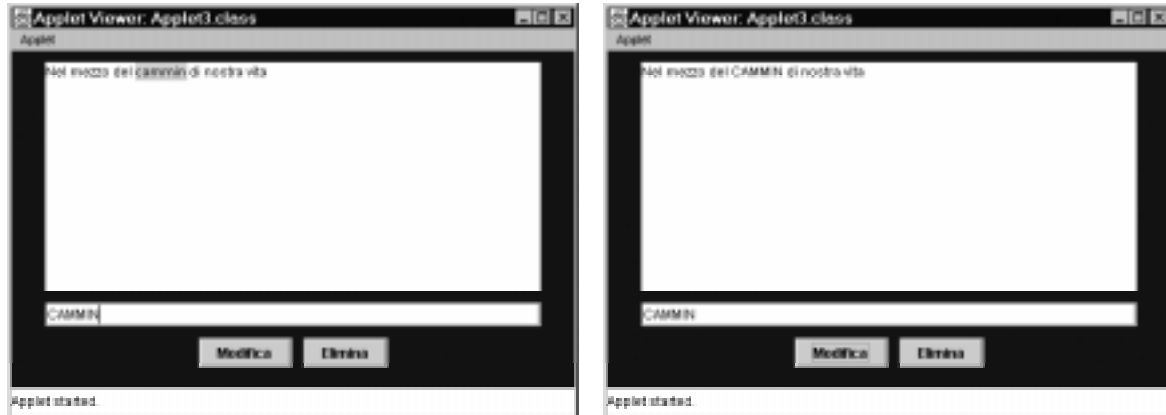 Applet Viewer: Applet3.class
Applet
Nel mezzo del cammin di nostra vita
CAMMIN
Modifica Elimina
Applet started.
Applet Viewer: Applet3.class
Applet
Nel mezzo del CAMMIN di nostra vita
CAMMIN
Modifica Elimina
Applet started.